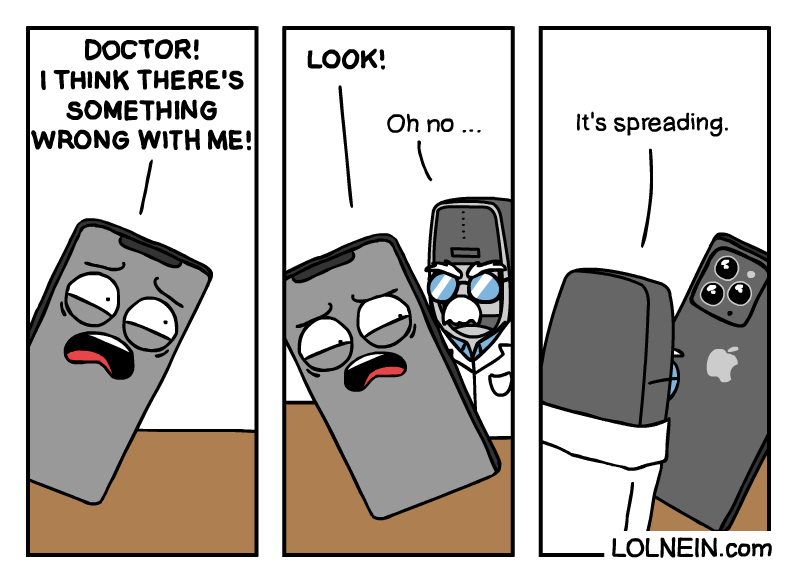 DOCTOR!
I THINK THERE'S
SOMETHING
WRONG WITH ME!
LOOK!
Oh no ...
It's spreading.
LOLNEIN.com